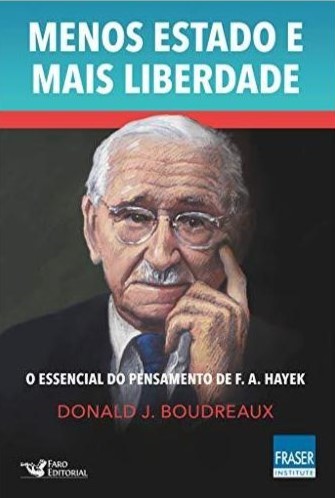 MENOS ESTADO E
MAIS LIBERDADE
O ESSENCIAL DO PENSAMENTO DE F. A. HAYEK
DONALD J. BOUDREAUX
FARO
EDITORIAL
FRASER
INSTITUTE